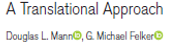 A Translational Approach
Douglas L. Mann, G. Michael Felker